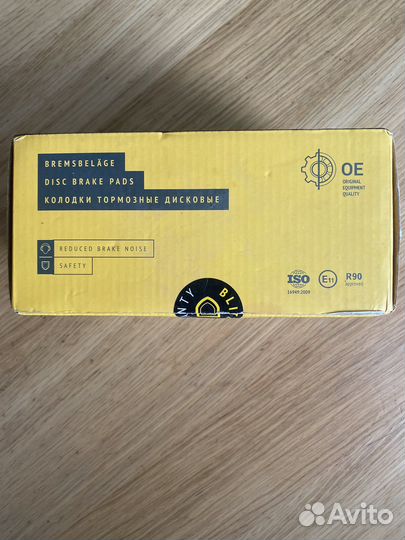 BREMSBELÄGE
DISC BRAKE PADS
КОЛОДКИ ТОРМОЗНЫЕ ДИСКОВЫЕ
OE
ORIGINAL
EQUIPMENT
QUALITY
REDUCED BRAKE NOISE
SAFETY
ISO
16949:2009
E11
R90
approved
NTY BLI
Avito